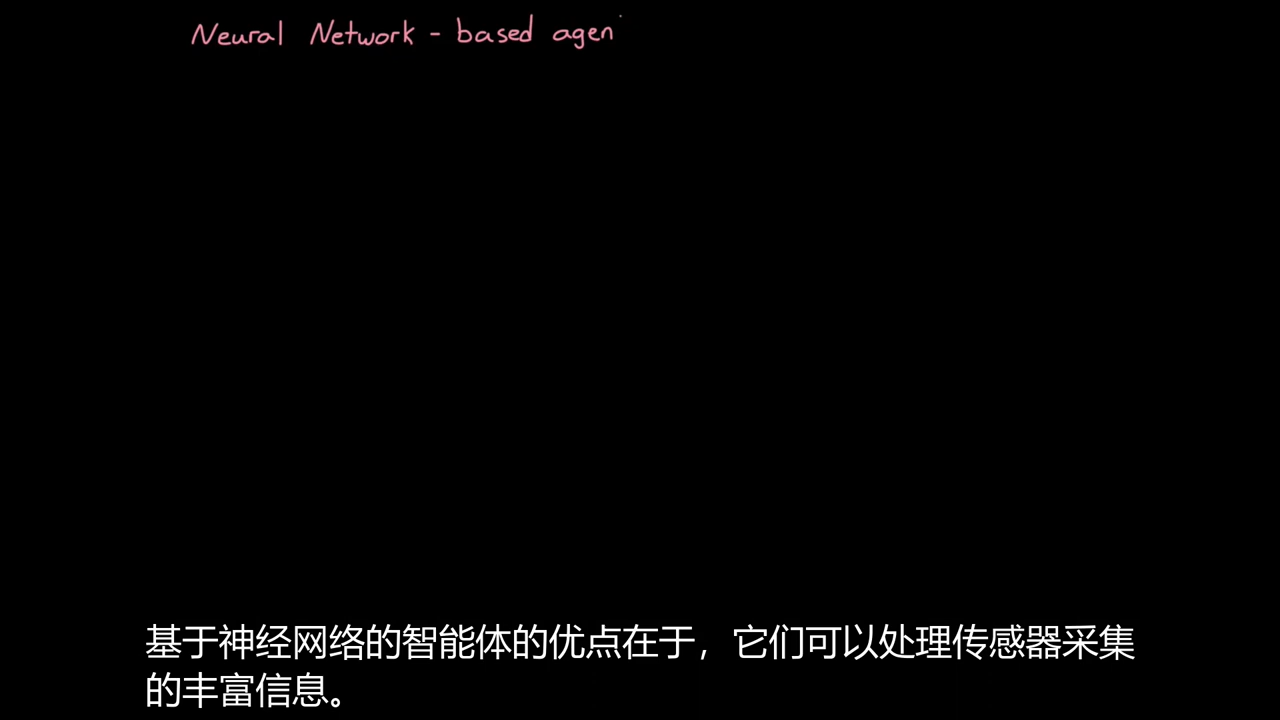 Neural Network - based agen
基于神经网络的智能体的优点在于，它们可以处理传感器采集
的丰富信息。